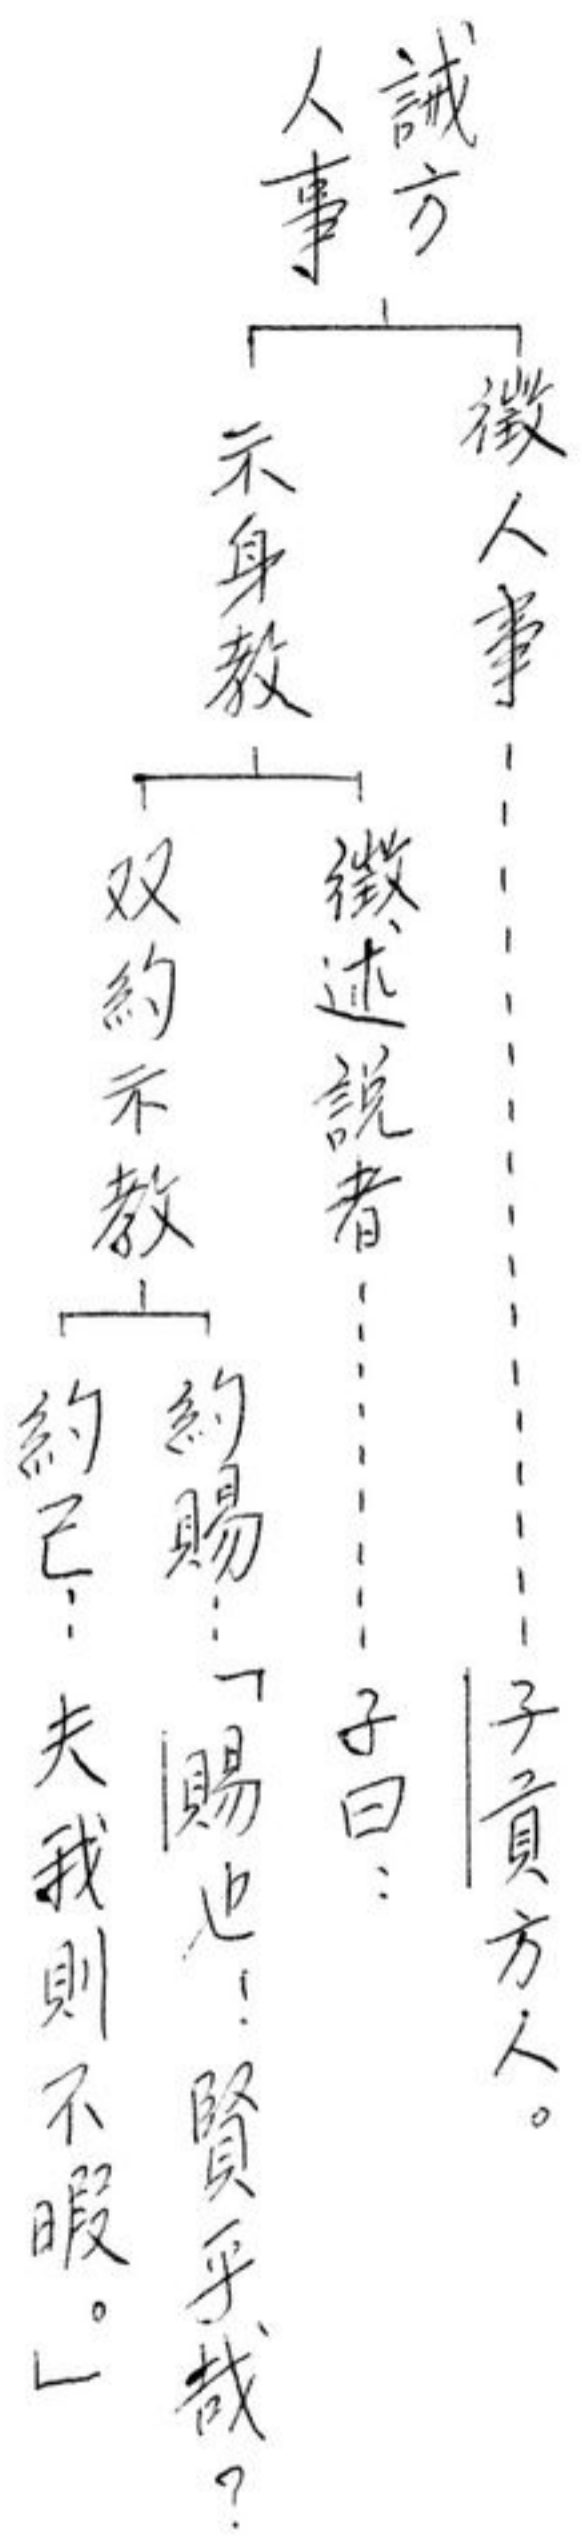 誡方
人事
徵人事
子貢方人。
示身教
徵述說者
子曰：
双約示教
約賜：「賜也！賢乎哉？
約己：夫我則不暇。」